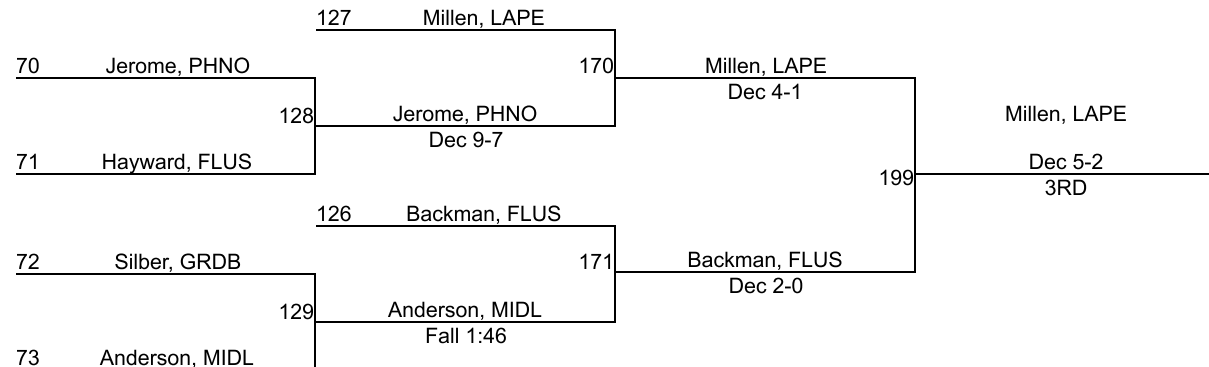 127 Millen, LAPE
70 Jerome, PHNO
170 Millen, LAPE
Dec 4-1
128 Jerome, PHNO
Dec 9-7
Millen, LAPE
71 Hayward, FLUS
Dec 5-2
199
3RD
126 Backman, FLUS
72 Silber, GRDB
171 Backman, FLUS
Dec 2-0
129 Anderson, MIDL
Fall 1:46
73 Anderson, MIDL